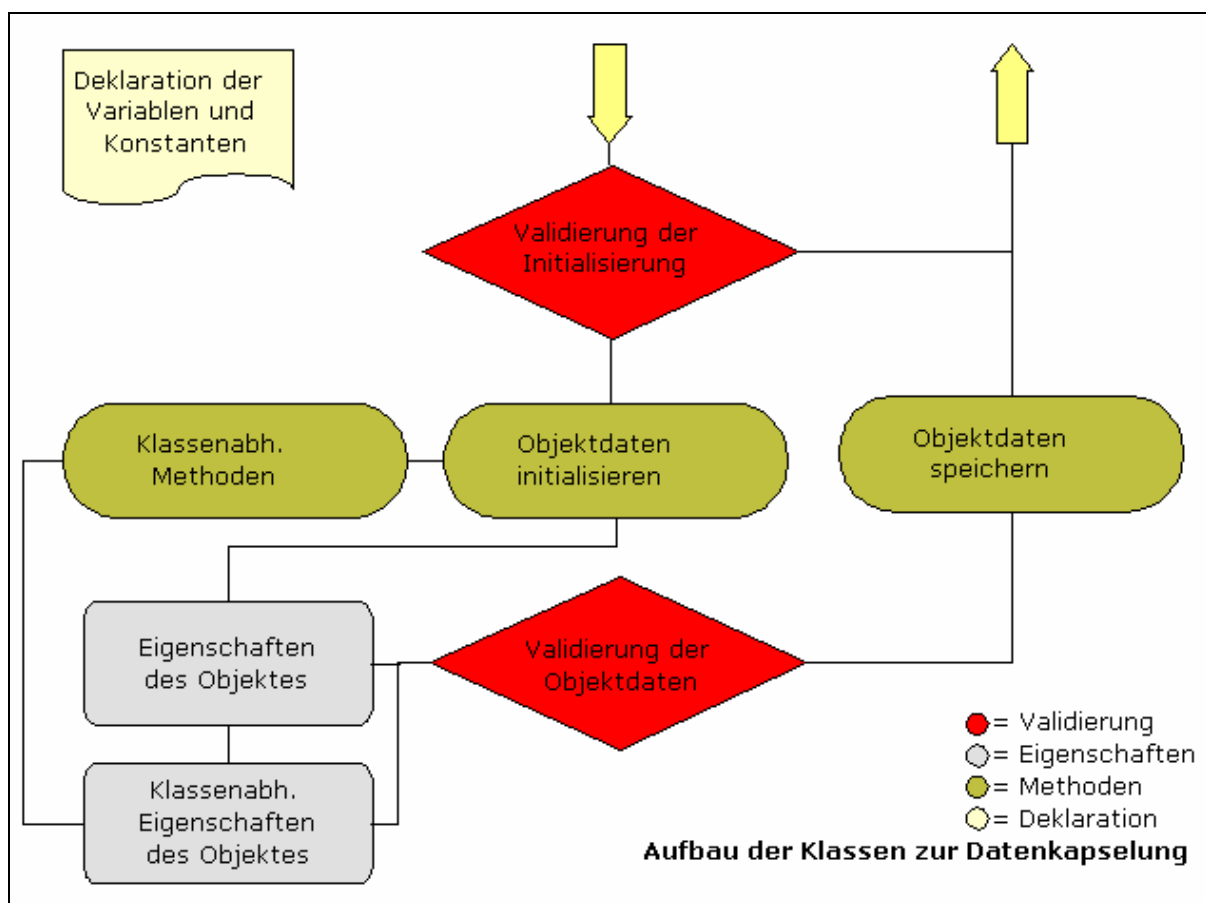 Deklaration der
Variablen und
Konstanten
Validierung der
Initialisierung
Klassenabh.
Methoden
Objektdaten
initialisieren
Objektdaten
speichern
Eigenschaften
des Objektes
Validierung der
Objektdaten
Klassenabh.
Eigenschaften
des Objektes
= Validierung
= Eigenschaften
= Methoden
= Deklaration
Aufbau der Klassen zur Datenkapselung